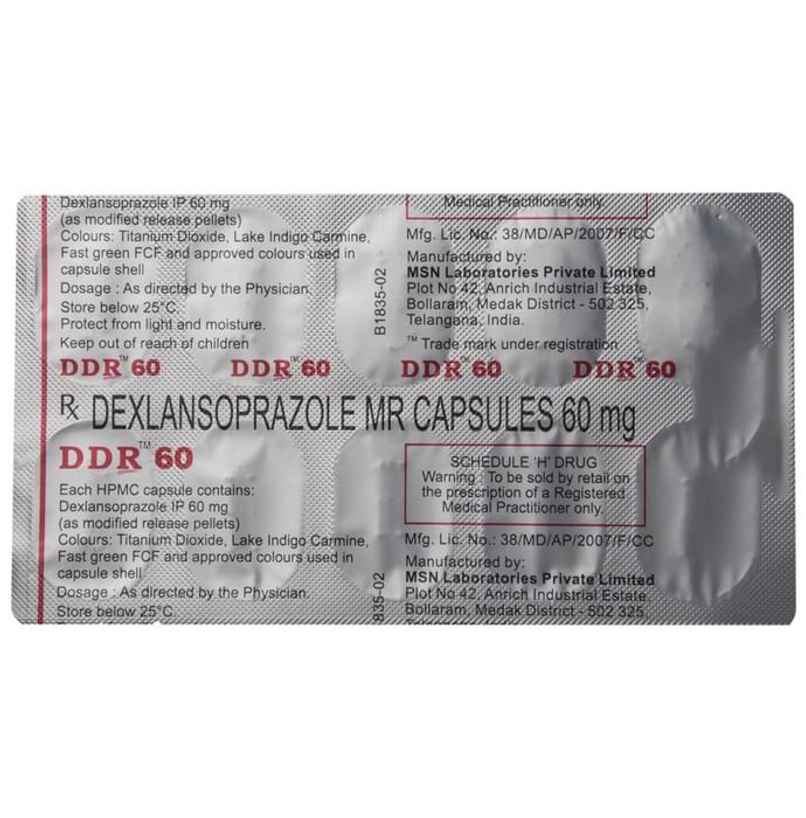 Dexlansoprazole IP 60 mg
(as modified release pellets)
Colours: Titanium Dioxide, Lake Indigo Carmine,
Fast green FCF and approved colours used in
capsule shell
Dosage : As directed by the Physician.
Store below 25°C.
Protect from light and moisture.
Keep out of reach of children
B1835-02
Medical Practitioner only.
Mfg. Lic. No.: 38/MD/AP/2007/F/CC
Manufactured by:
MSN Laboratories Private Limited
Plot No 42, Anrich Industrial Estate,
Bollaram, Medak District - 502 325,
Telangana, India.
™ Trade mark under registration
DDR™ 60 DDR™ 60 DDR™ 60 DDR™ 60
Rx DEXLANSOPRAZOLE MR CAPSULES 60 mg
DDR™ 60
Each HPMC capsule contains:
Dexlansoprazole IP 60 mg
(as modified release pellets)
Colours: Titanium Dioxide, Lake Indigo Carmine,
Fast green FCF and approved colours used in
capsule shell
Dosage : As directed by the Physician.
Store below 25°C.
835-02
SCHEDULE 'H' DRUG
Warning : To be sold by retail on
the prescription of a Registered
Medical Practitioner only.
Mfg. Lic. No.: 38/MD/AP/2007/F/CC
Manufactured by:
MSN Laboratories Private Limited
Plot No 42, Anrich Industrial Estate,
Bollaram, Medak District - 502 325,